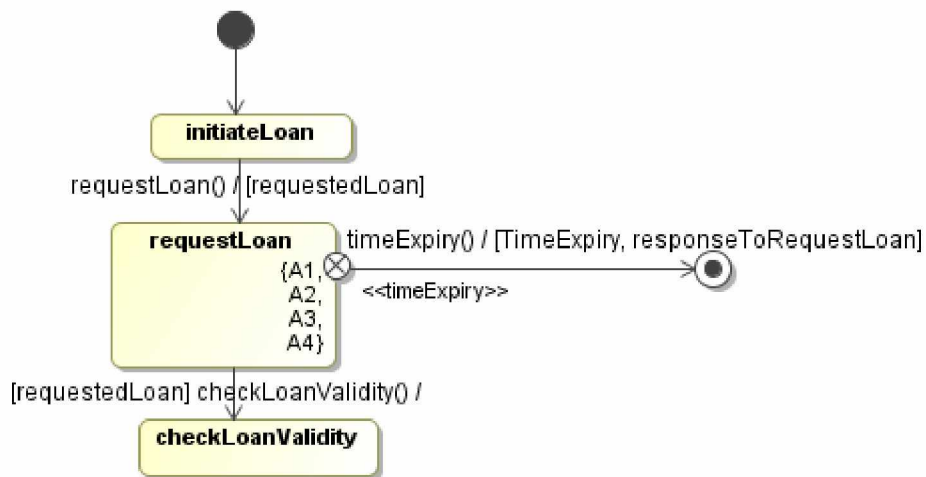 initiateLoan
requestLoan() / [requestedLoan]
requestLoan
{A1,
A2,
A3,
A4}
timeExpiry() / [TimeExpiry, responseToRequestLoan]
<<timeExpiry>>
[requestedLoan] checkLoanValidity() /
checkLoanValidity